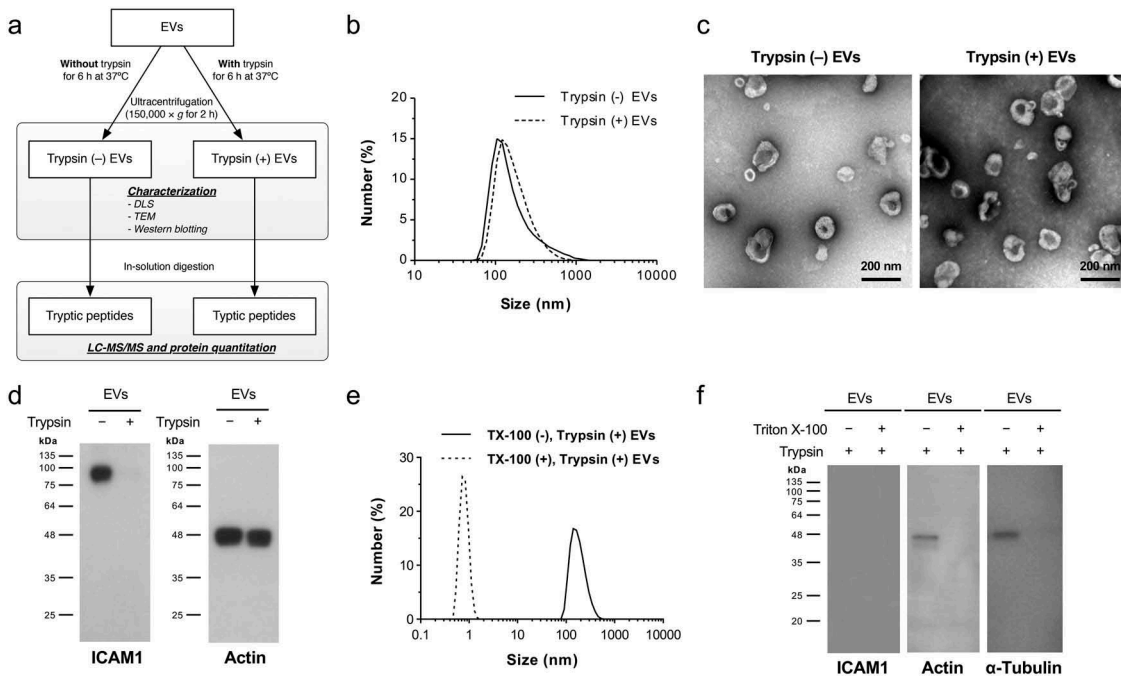 a
EVs
Without trypsin
for 6 h at 37ºC
With trypsin
for 6 h at 37ºC
Ultracentrifugation
(150,000 × g for 2 h)
Trypsin (–) EVs
Trypsin (+) EVs
Characterization
- DLS
- TEM
- Western blotting
In-solution digestion
Tryptic peptides
Typtic peptides
LC-MS/MS and protein quantitation
b
Trypsin (-) EVs
Trypsin (+) EVs
Number (%)
20
15
10
5
0
10
100
1000
10000
Size (nm)
c
Trypsin (–) EVs
Trypsin (+) EVs
200 nm
200 nm
d
EVs
EVs
Trypsin
– +
– +
kDa
135
100
75
64
48
35
25
kDa
135
100
75
64
48
35
25
ICAM1
Actin
e
TX-100 (-), Trypsin (+) EVs
TX-100 (+), Trypsin (+) EVs
Number (%)
30
20
10
0
0.1
1
10
100
1000
10000
Size (nm)
f
EVs
EVs
EVs
Triton X-100
– +
– +
– +
Trypsin
+ +
+ +
+ +
kDa
135
100
75
64
48
35
25
20
ICAM1
Actin
α-Tubulin